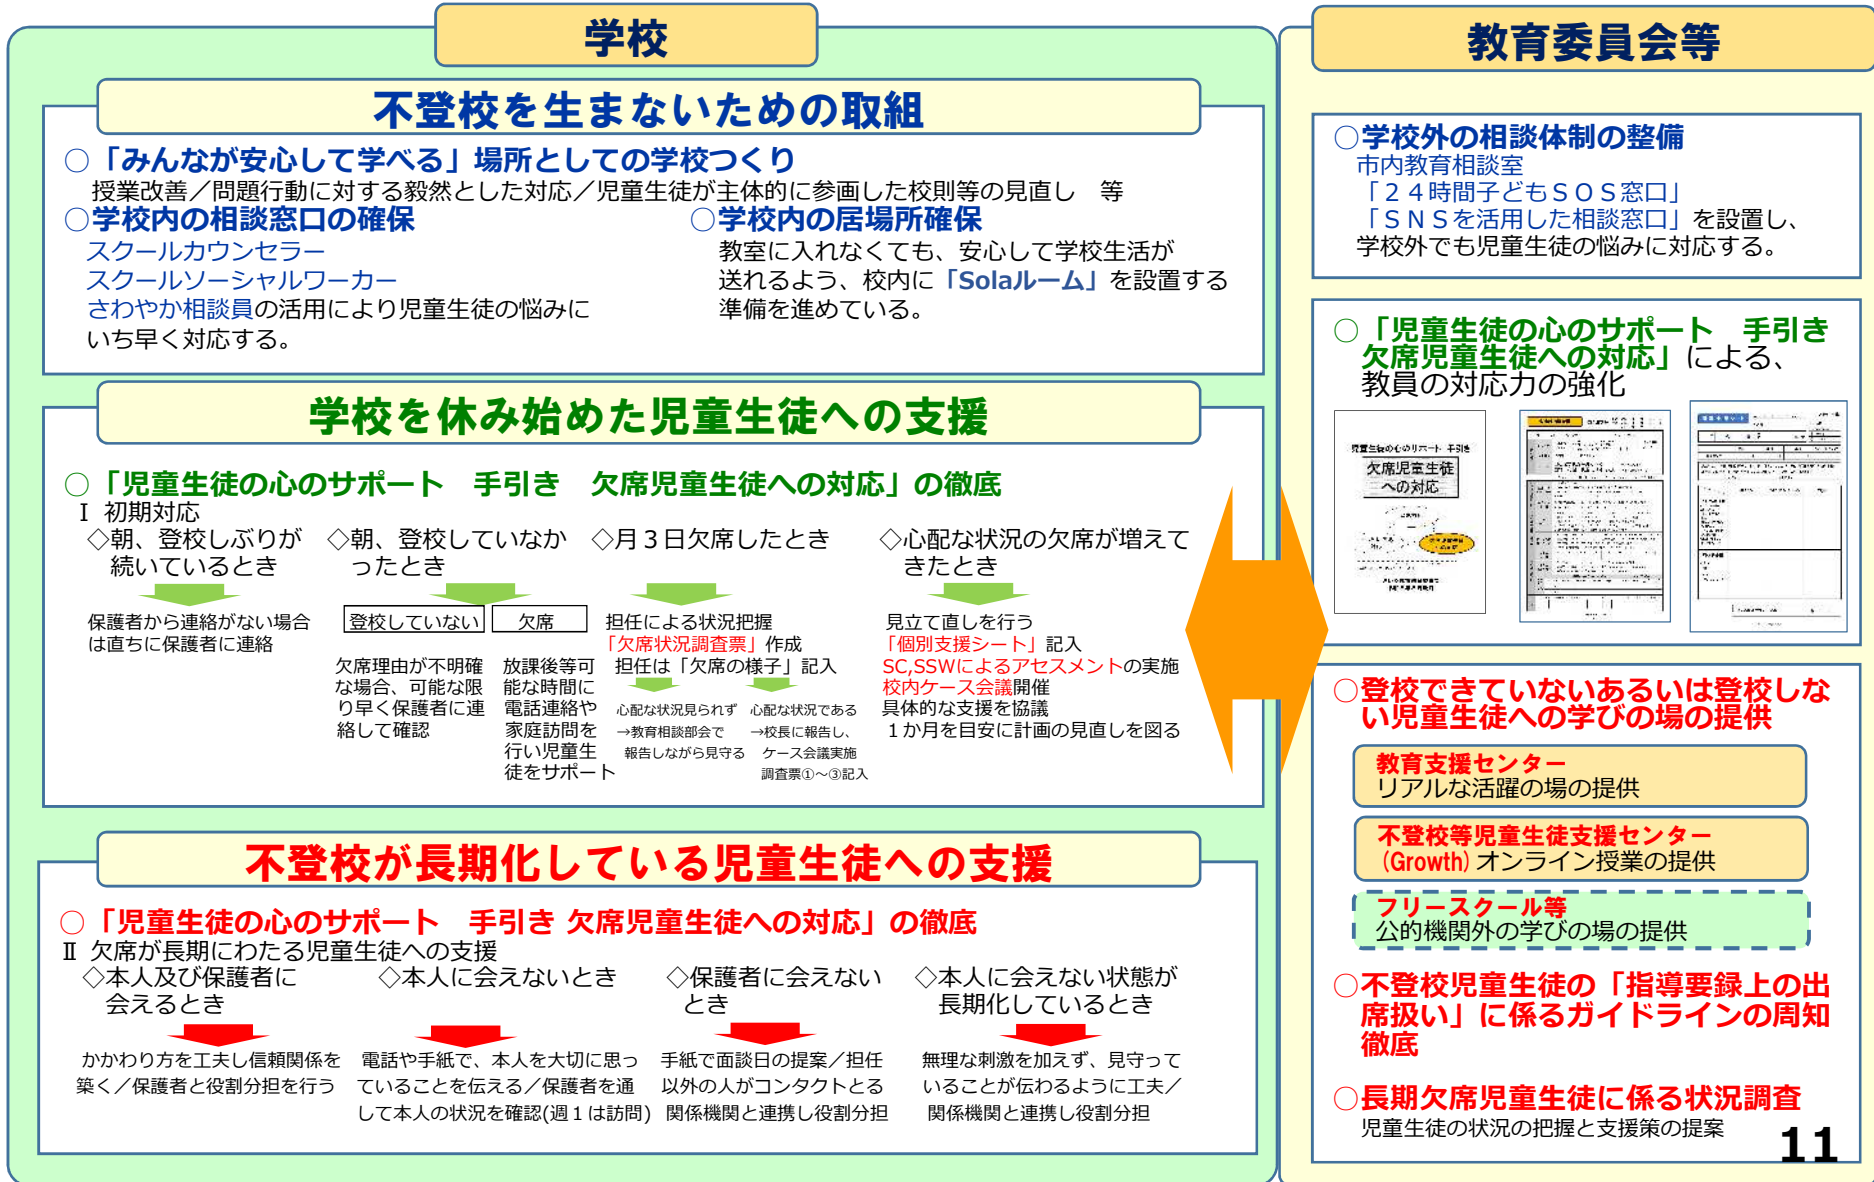 学校
不登校を生まないための取組
○「みんなが安心して学べる」場所としての学校つくり
授業改善／問題行動に対する毅然とした対応／児童生徒が主体的に参画した校則等の見直し　等
○学校内の相談窓口の確保
スクールカウンセラー
スクールソーシャルワーカー
さわやか相談員の活用により児童生徒の悩みに
いち早く対応する。
○学校内の居場所確保
教室に入れなくても、安心して学校生活が
送れるよう、校内に「Solaルーム」を設置する
準備を進めている。
学校を休み始めた児童生徒への支援
○「児童生徒の心のサポート　手引き　欠席児童生徒への対応」の徹底
Ⅰ 初期対応
◇朝、登校しぶりが
続いているとき
保護者から連絡がない場合
は直ちに保護者に連絡
◇朝、登校していなか
ったとき
登校していない
欠席理由が不明確
な場合、可能な限
り早く保護者に連
絡して確認
欠席
放課後等可
能な時間に
電話連絡や
家庭訪問を
行い児童生
徒をサポート
◇月３日欠席したとき
担任による状況把握
「欠席状況調査票」作成
担任は「欠席の様子」記入
心配な状況見られず
→教育相談部会で
報告しながら見守る
心配な状況である
→校長に報告し、
ケース会議実施
調査票①～③記入
◇心配な状況の欠席が増えて
きたとき
見立て直しを行う
「個別支援シート」記入
SC,SSWによるアセスメントの実施
校内ケース会議開催
具体的な支援を協議
１か月を目安に計画の見直しを図る
不登校が長期化している児童生徒への支援
○「児童生徒の心のサポート　手引き 欠席児童生徒への対応」の徹底
Ⅱ 欠席が長期にわたる児童生徒への支援
◇本人及び保護者に
会えるとき
かかわり方を工夫し信頼関係を
築く／保護者と役割分担を行う
◇本人に会えないとき
電話や手紙で、本人を大切に思っ
ていることを伝える／保護者を通
して本人の状況を確認(週１は訪問)
◇保護者に会えない
とき
手紙で面談日の提案／担任
以外の人がコンタクトとる
関係機関と連携し役割分担
◇本人に会えない状態が
長期化しているとき
無理な刺激を加えず、見守って
いることが伝わるように工夫／
関係機関と連携し役割分担
教育委員会等
○学校外の相談体制の整備
市内教育相談室
「２４時間子どもＳＯＳ窓口」
「ＳＮＳを活用した相談窓口」を設置し、
学校外でも児童生徒の悩みに対応する。
○「児童生徒の心のサポート　手引き
欠席児童生徒への対応」による、
教員の対応力の強化
児童生徒の心のサポート 手引き
欠席児童生徒
への対応
○登校できていないあるいは登校しな
い児童生徒への学びの場の提供
教育支援センター
リアルな活躍の場の提供
不登校等児童生徒支援センター
(Growth) オンライン授業の提供
フリースクール等
公的機関外の学びの場の提供
○不登校児童生徒の「指導要録上の出
席扱い」に係るガイドラインの周知
徹底
○長期欠席児童生徒に係る状況調査
児童生徒の状況の把握と支援策の提案
11